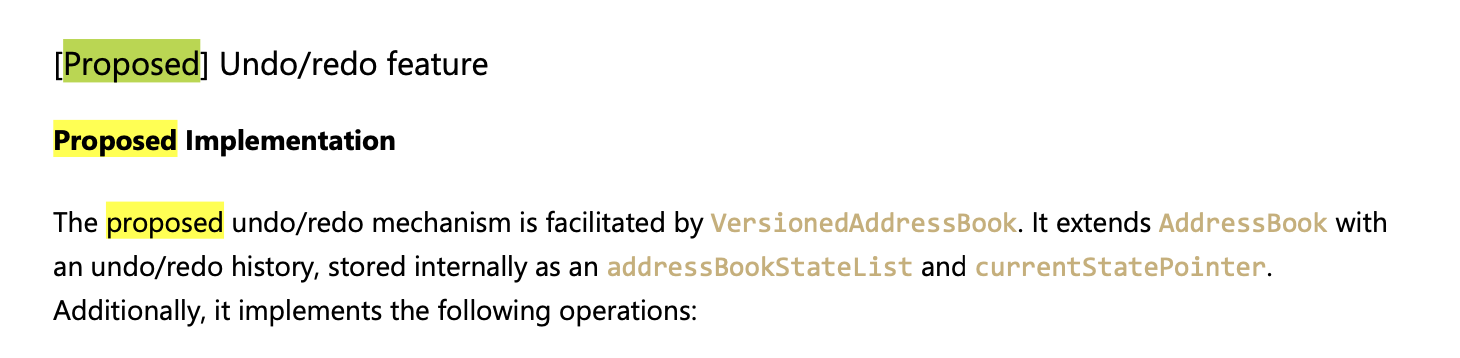 [Proposed] Undo/redo feature
Proposed Implementation
The proposed undo/redo mechanism is facilitated by VersionedAddressBook. It extends AddressBook with
an undo/redo history, stored internally as an addressBookStateList and currentStatePointer.
Additionally, it implements the following operations: